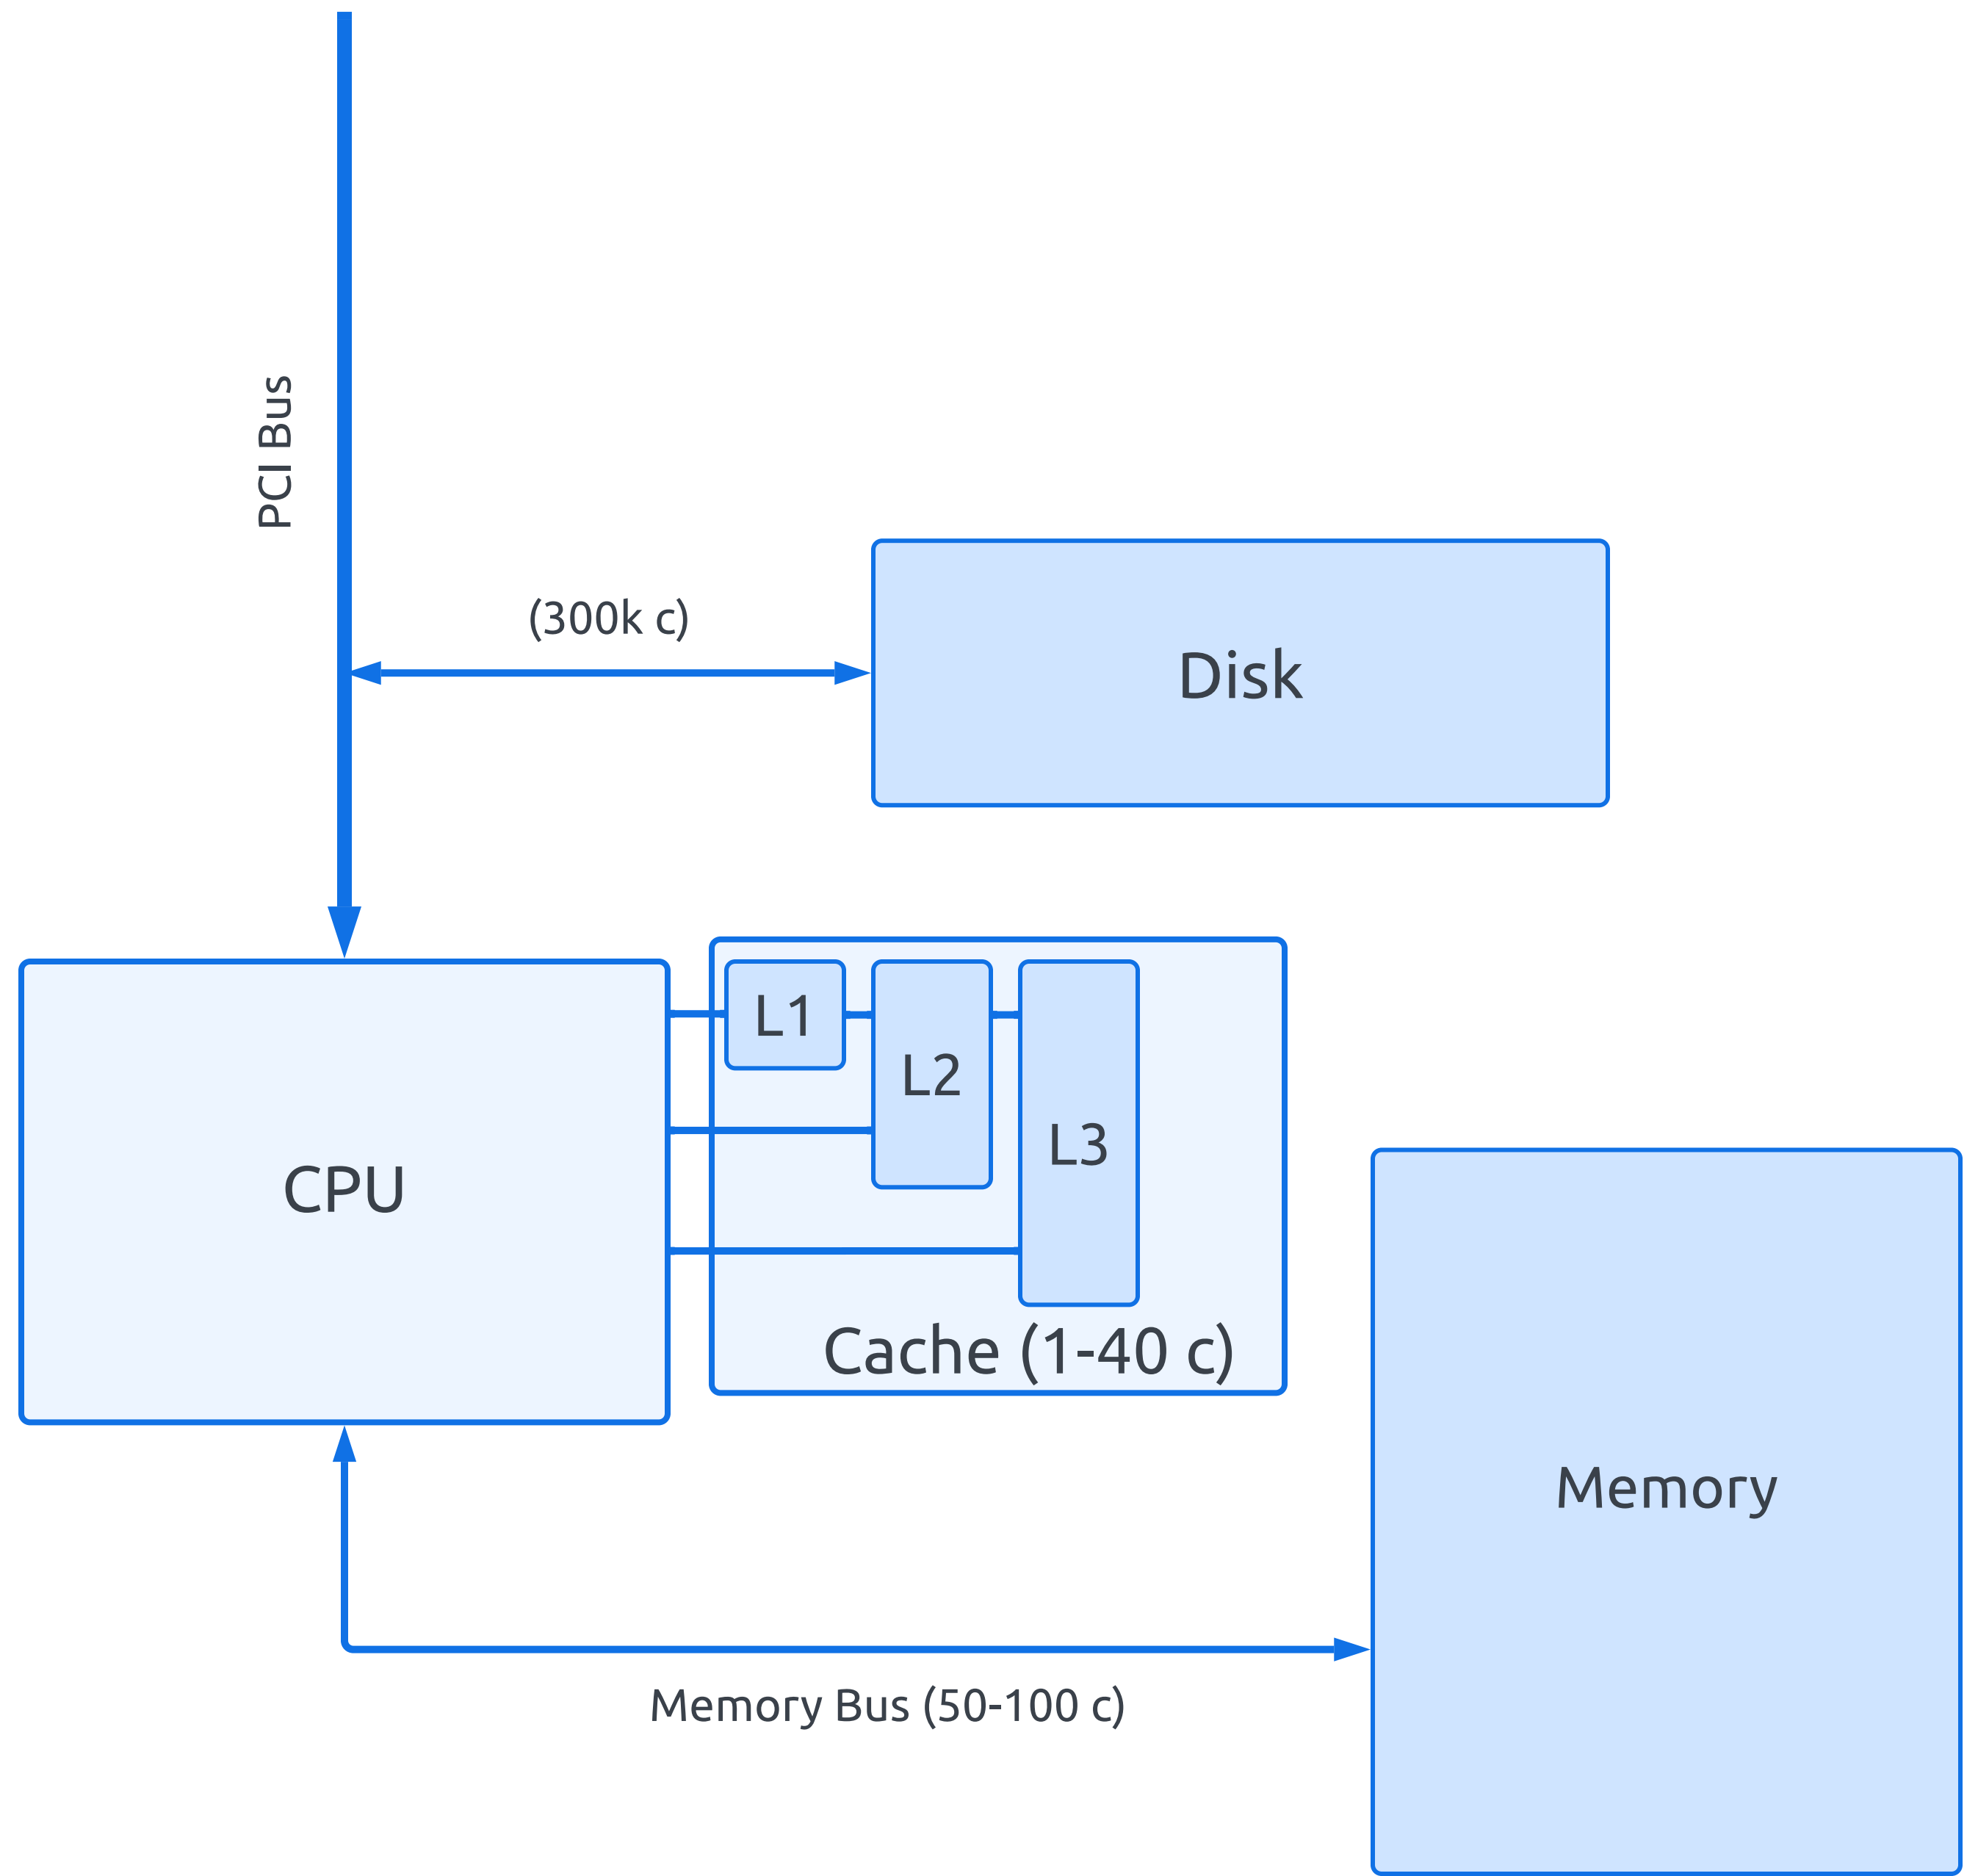 PCI Bus
(300k c)
Disk
L1
L2
L3
CPU
Cache (1-40 c)
Memory
Memory Bus (50-100 c)